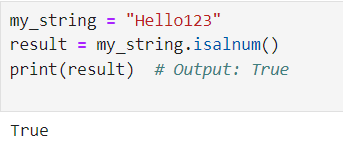 my_string = "Hello123"
result = my_string.isalnum()
print(result)  # Output: True
True